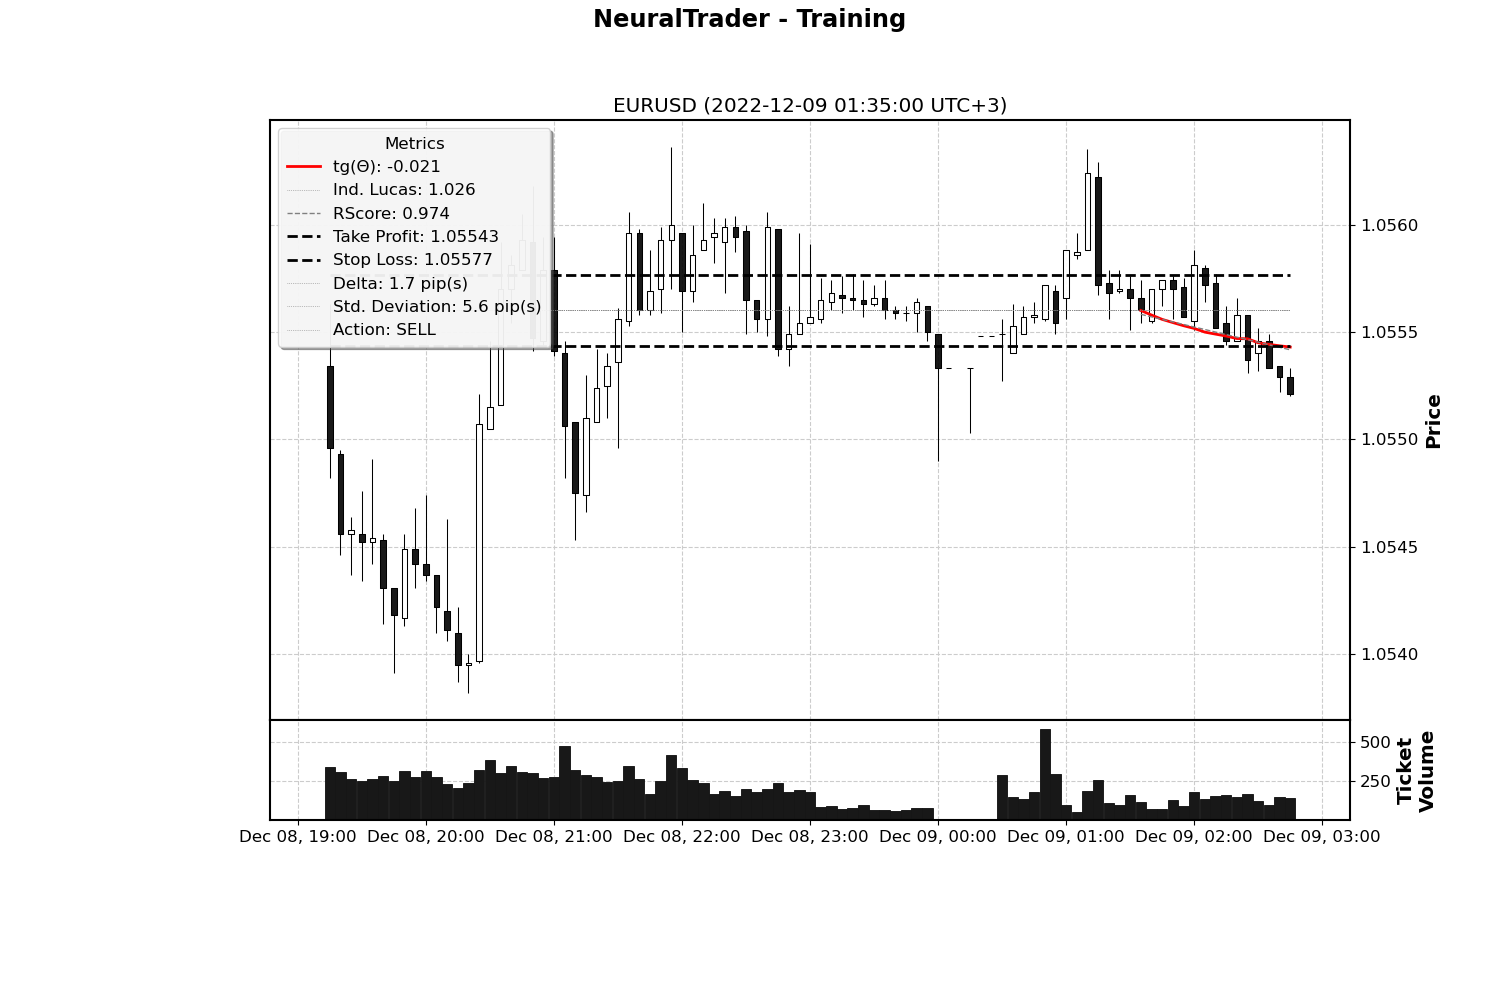 NeuralTrader - Training
EURUSD (2022-12-09 01:35:00 UTC+3)
Metrics
tg(Θ): -0.021
Ind. Lucas: 1.026
RScore: 0.974
Take Profit: 1.05543
Stop Loss: 1.05577
Delta: 1.7 pip(s)
Std. Deviation: 5.6 pip(s)
Action: SELL
1.0560
1.0555
1.0550
1.0545
1.0540
Price
500
250
Ticket
Volume
Dec 08, 19:00 Dec 08, 20:00 Dec 08, 21:00 Dec 08, 22:00 Dec 08, 23:00 Dec 09, 00:00 Dec 09, 01:00 Dec 09, 02:00 Dec 09, 03:00